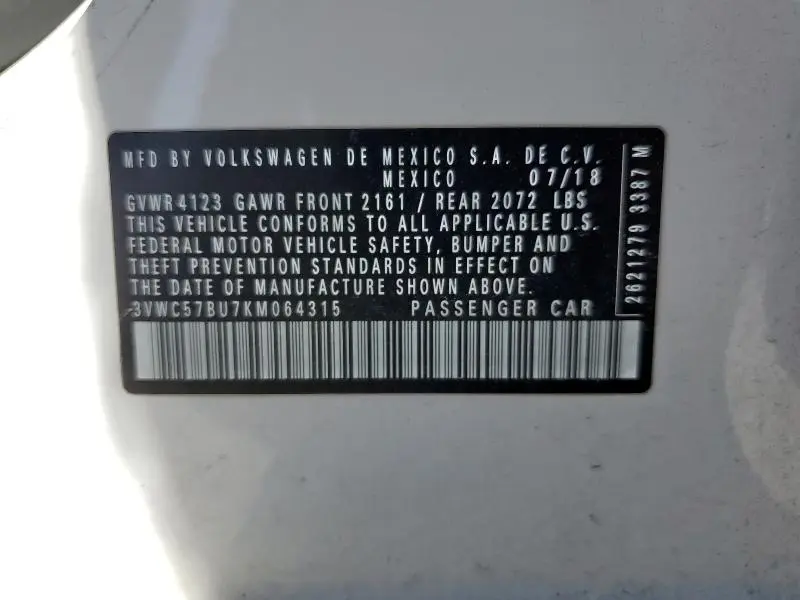 MFD BY VOLKSWAGEN DE MEXICO S.A. DE C.V.
MEXICO 07/18
GVWR 4123 GAWR FRONT 2161 / REAR 2072 LBS
THIS VEHICLE CONFORMS TO ALL APPLICABLE U.S.
FEDERAL MOTOR VEHICLE SAFETY, BUMPER AND
THEFT PREVENTION STANDARDS IN EFFECT ON
THE DATE OF MANUFACTURE SHOWN ABOVE.
3VWC57BU7KM064315 PASSENGER CAR
2621279 3387 M